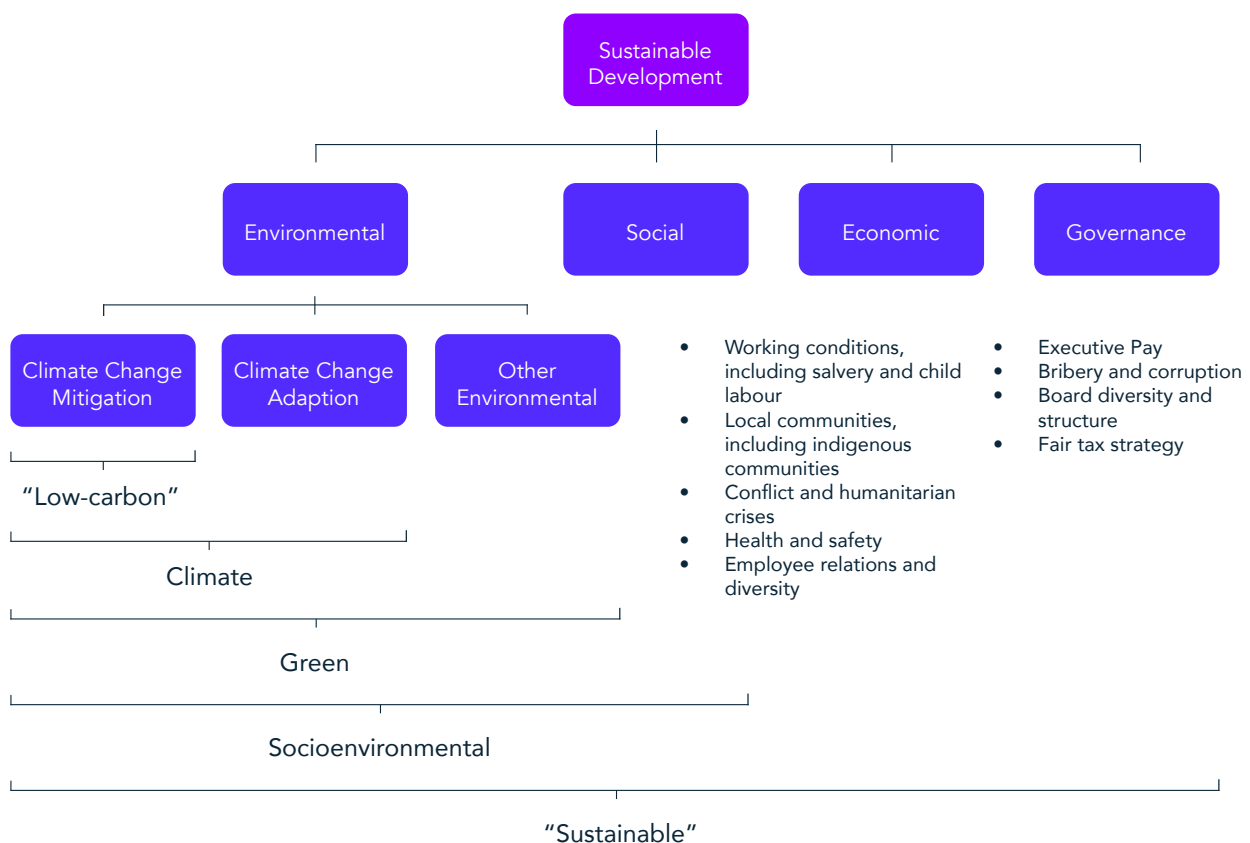 Sustainable
Development
Environmental
Social
Economic
Governance
Climate Change
Mitigation
Climate Change
Adaption
Other
Environmental
• Working conditions,
including salvery and child
labour
• Local communities,
including indigenous
communities
• Conflict and humanitarian
crises
• Health and safety
• Employee relations and
diversity
• Executive Pay
• Bribery and corruption
• Board diversity and
structure
• Fair tax strategy
“Low-carbon”
Climate
Green
Socioenvironmental
“Sustainable”